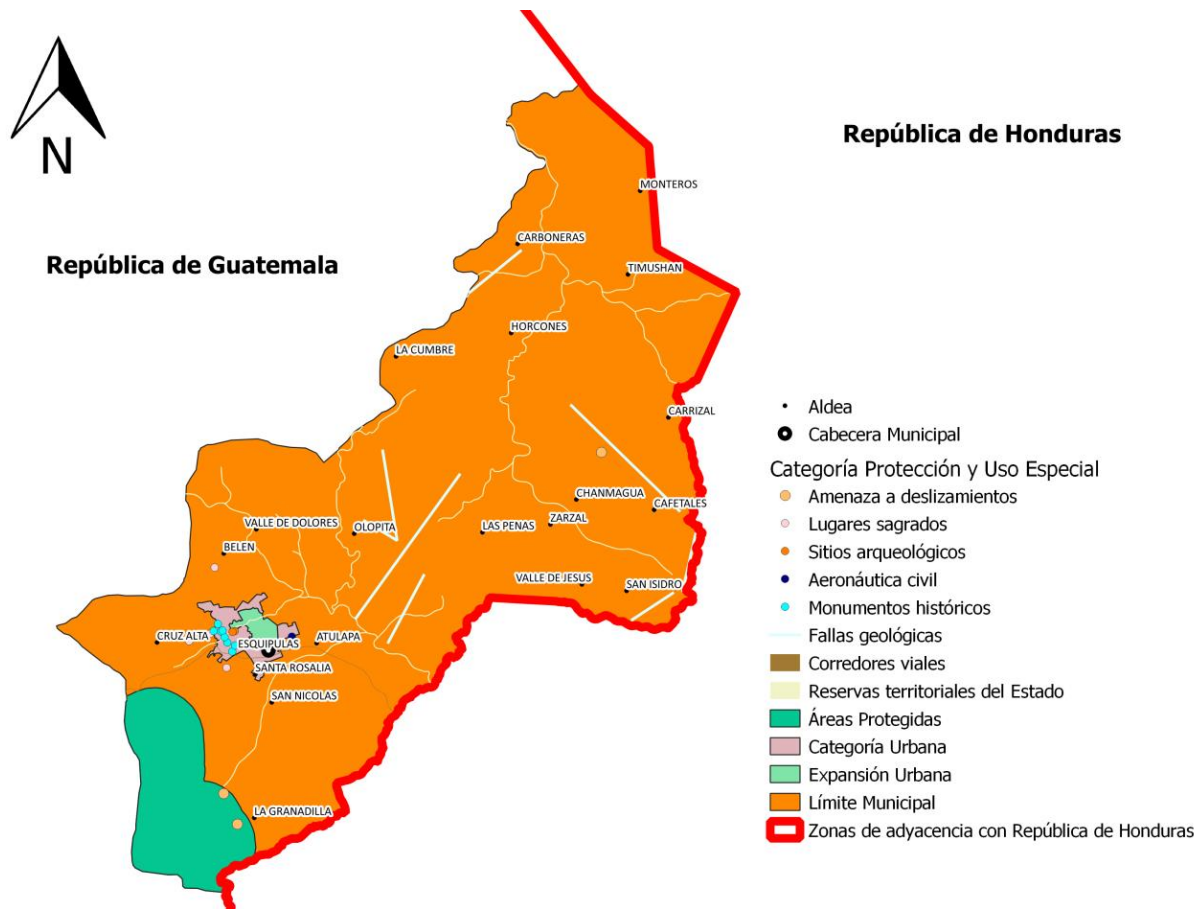 República de Honduras
MONTEROS
CARBONERAS
República de Guatemala
TIMUSHAN
HORCONES
LA CUMBRE
CARRIZAL
CHANMAGUA
CAFETALES
VALLE DE DOLORES
OLOPITA
LAS PENAS
ZARZAL
BELEN
VALLE DE JESUS
SAN ISIDRO
CRUZ ALTA
ESQUIPULAS
ATULAPA
SANTA ROSALIA
SAN NICOLAS
LA GRANADILLA
N
Aldea
Cabecera Municipal
Categoría Protección y Uso Especial
Amenaza a deslizamientos
Lugares sagrados
Sitios arqueológicos
Aeronáutica civil
Monumentos históricos
Fallas geológicas
Corredores viales
Reservas territoriales del Estado
Áreas Protegidas
Categoría Urbana
Expansión Urbana
Límite Municipal
Zonas de adyacencia con República de Honduras